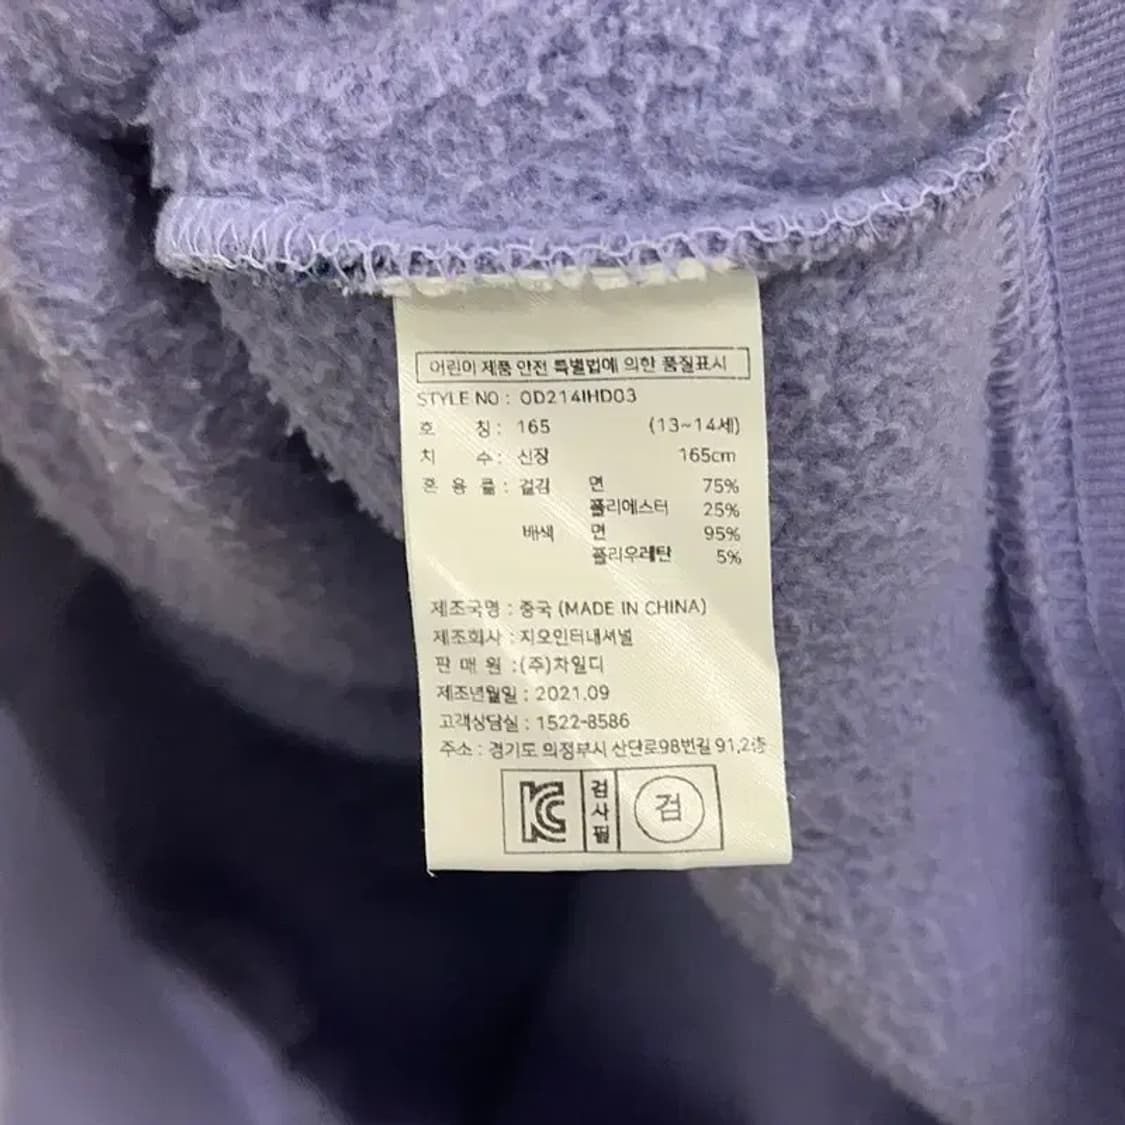 어린이 제품 안전 특별법에 의한 품질표시
STYLE NO : OD214IHD03
호 칭 : 165 (13~14세)
치 수 : 신장 165cm
혼 용 률 : 겉감 면 75%
폴리에스터 25%
배색 면 95%
폴리우레탄 5%
제조국명 : 중국 (MADE IN CHINA)
제조회사 : 지오인터내셔널
판 매 원 : (주)차일디
제조년월일 : 2021.09
고객상담실 : 1522-8586
주소 : 경기도 의정부시 산단로98번길 91,2층
KC 검사필 검